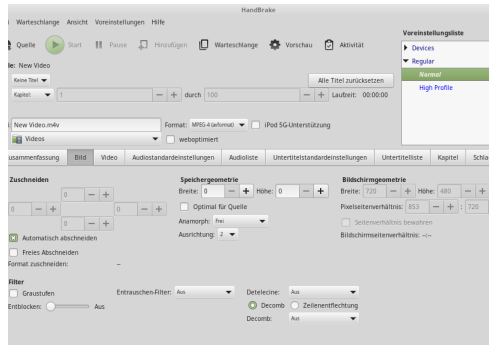 HandBrake
Warteschlange Ansicht Voreinstellungen Hilfe
Quelle Start Pause Hinzufügen Warteschlange Vorschau Aktivität
Voreinstellungsliste
Devices
Regular
Normal
High Profile
le: New Video
Keine Titel Alle Titel zurücksetzen
Kapitel: 1 durch 100 Laufzeit: 00:00:00
New Video.m4v Format: MPEG-4 (avformat) iPod 5G-Unterstützung
Videos weboptimiert
usammenfassung Bild Video Audiostandardeinstellungen Audioliste Untertitelstandardeinstellungen Untertitelliste Kapitel Schla
Zuschneiden
0
0 0
0
Automatisch abschneiden
Freies Abschneiden
Format zuschneiden: --
Speichergeometrie
Breite: 0 Höhe: 0
Optimal für Quelle
Anamorph: Frei
Ausrichtung: 2
Bildschirmgeometrie
Breite: 720 Höhe: 480
Pixelseitenverhältnis: 853 : 720
Seitenverhältnis bewahren
Bildschirmseitenverhältnis: --:--
Filter
Graustufen
Entblocken: Aus
Entrauschen-Filter: Aus
Detelecine: Aus
Decomb Zeilenentflechtung
Decomb: Aus